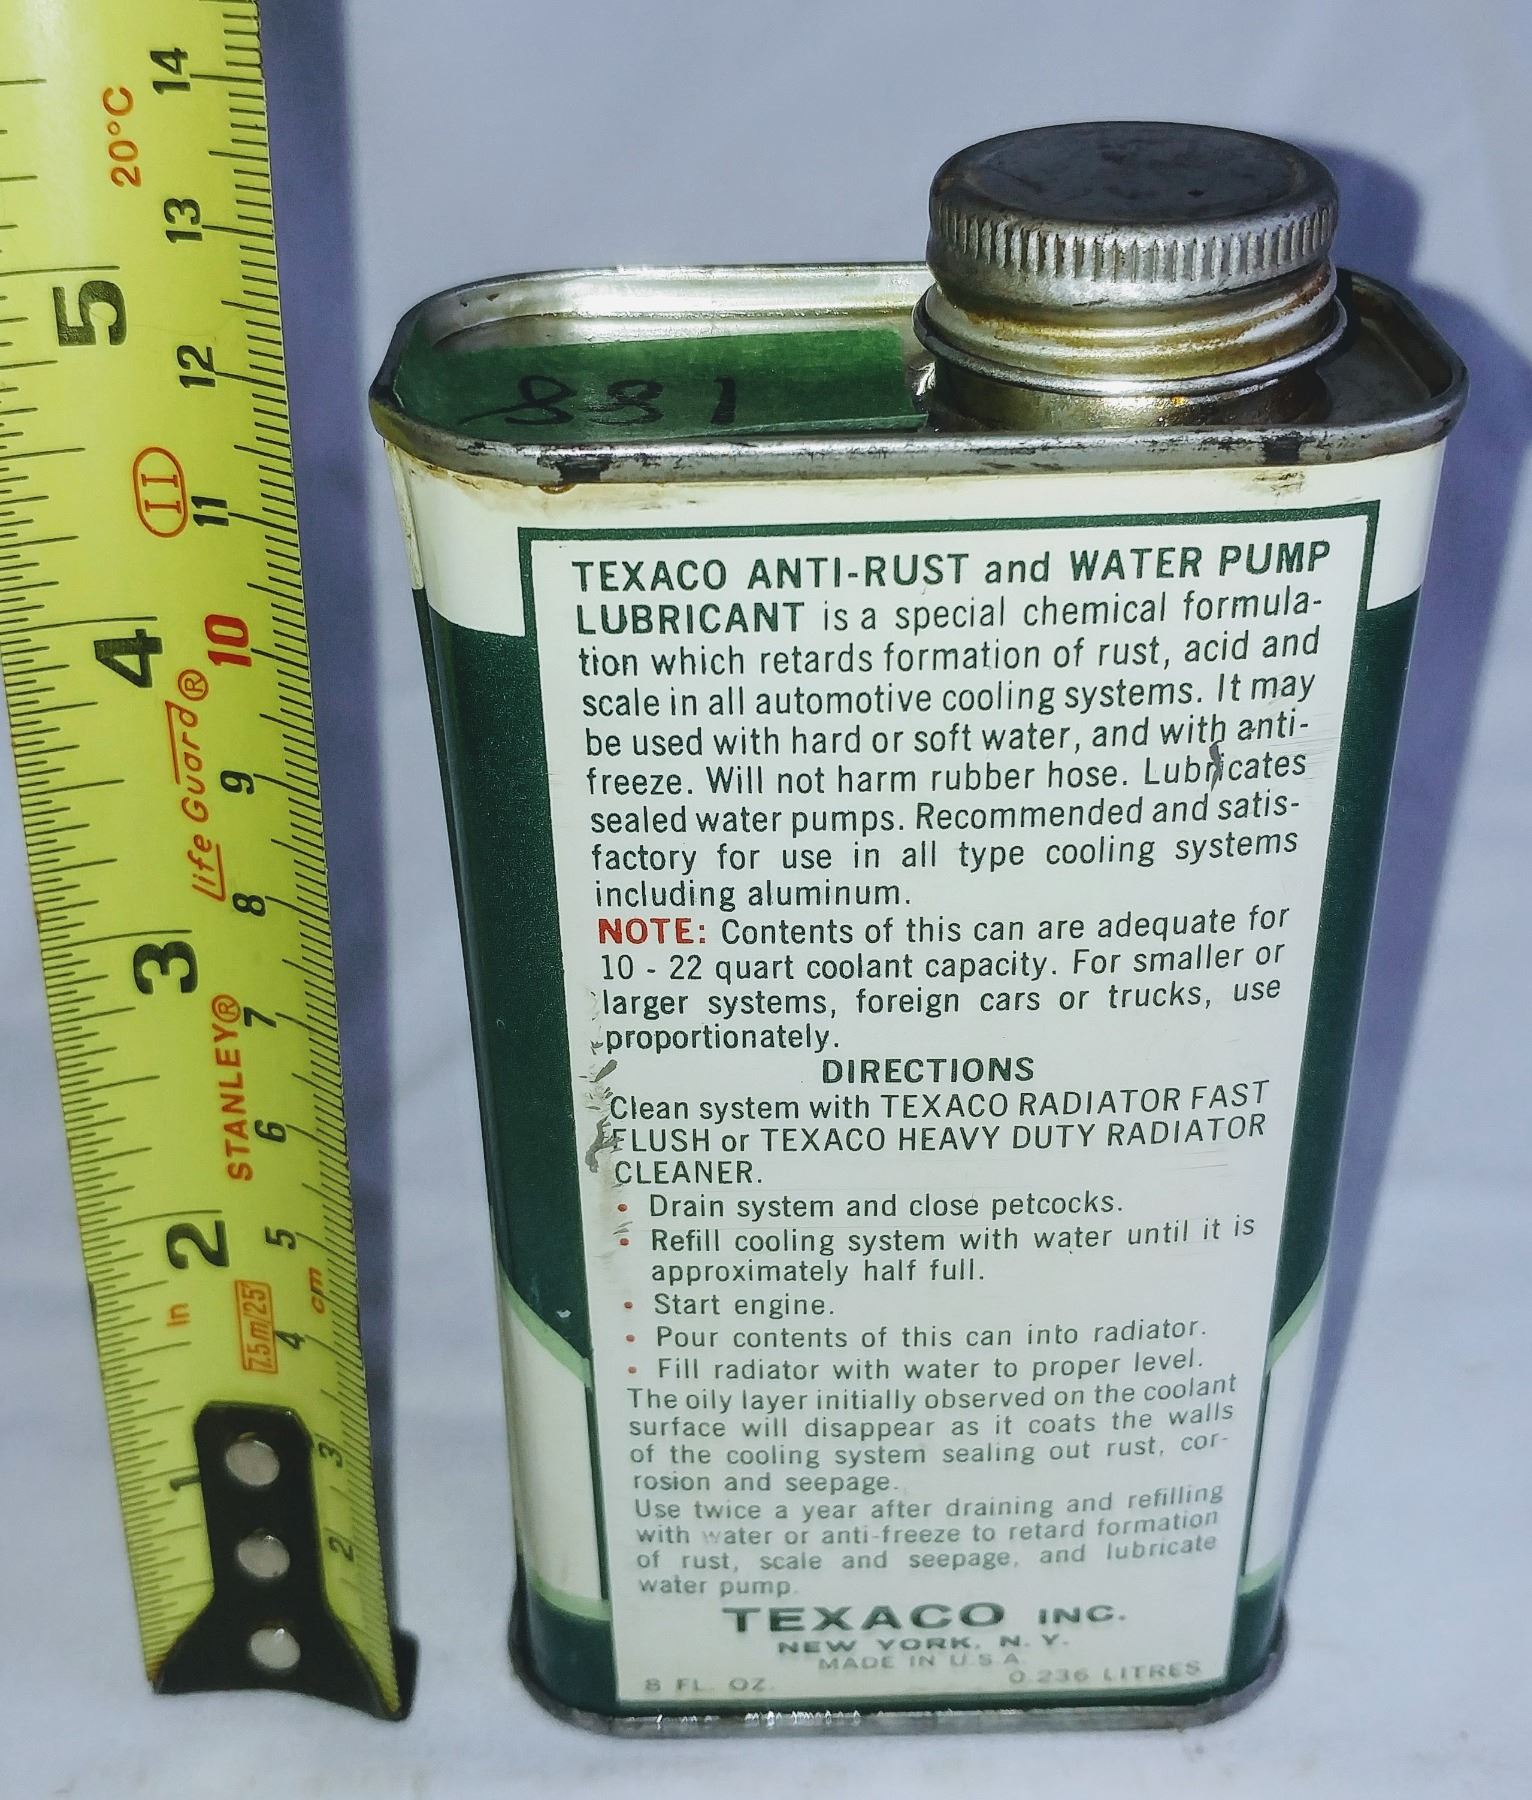 14
20°C
13
5
12
II
11
4
10
Life Guard®
9
8
3
STANLEY®
7
6
2
5
In
cm
7.5m/25'
4
3
1
2
881
TEXACO ANTI-RUST and WATER PUMP
LUBRICANT is a special chemical formula-
tion which retards formation of rust, acid and
scale in all automotive cooling systems. It may
be used with hard or soft water, and with anti-
freeze. Will not harm rubber hose. Lubricates
sealed water pumps. Recommended and satis-
factory for use in all type cooling systems
including aluminum.
NOTE: Contents of this can are adequate for
10 - 22 quart coolant capacity. For smaller or
larger systems, foreign cars or trucks, use
proportionately.
DIRECTIONS
Clean system with TEXACO RADIATOR FAST
FLUSH or TEXACO HEAVY DUTY RADIATOR
CLEANER.
• Drain system and close petcocks.
• Refill cooling system with water until it is
approximately half full.
• Start engine.
• Pour contents of this can into radiator.
• Fill radiator with water to proper level.
The oily layer initially observed on the coolant
surface will disappear as it coats the walls
of the cooling system sealing out rust, cor-
rosion and seepage.
Use twice a year after draining and refilling
with water or anti-freeze to retard formation
of rust, scale and seepage, and lubricate
water pump.
TEXACO INC.
NEW YORK, N. Y.
MADE IN U.S.A.
8 FL. OZ. 0.236 LITRES